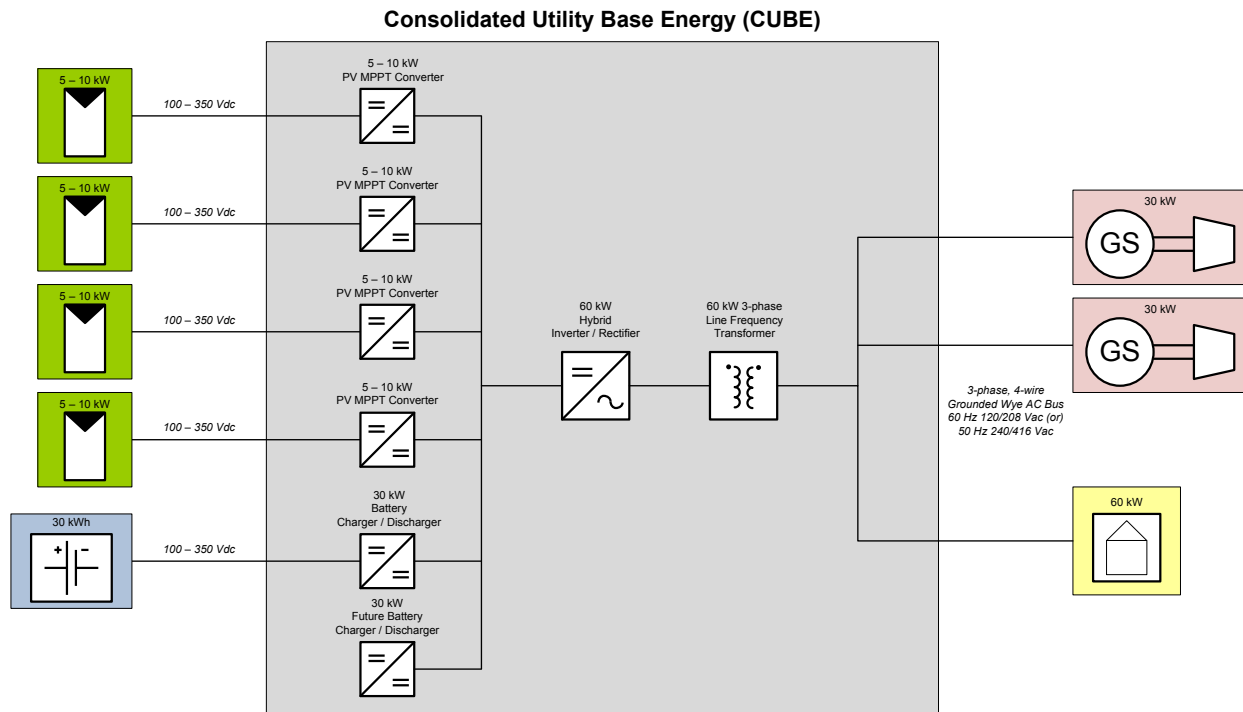 Consolidated Utility Base Energy (CUBE)
5 – 10 kW
100 – 350 Vdc
5 – 10 kW
PV MPPT Converter
5 – 10 kW
100 – 350 Vdc
5 – 10 kW
PV MPPT Converter
5 – 10 kW
100 – 350 Vdc
5 – 10 kW
PV MPPT Converter
5 – 10 kW
100 – 350 Vdc
5 – 10 kW
PV MPPT Converter
30 kWh
+ -
100 – 350 Vdc
30 kW
Battery
Charger / Discharger
30 kW
Future Battery
Charger / Discharger
60 kW
Hybrid
Inverter / Rectifier
60 kW 3-phase
Line Frequency
Transformer
30 kW
GS
30 kW
GS
3-phase, 4-wire
Grounded Wye AC Bus
60 Hz 120/208 Vac (or)
50 Hz 240/416 Vac
60 kW